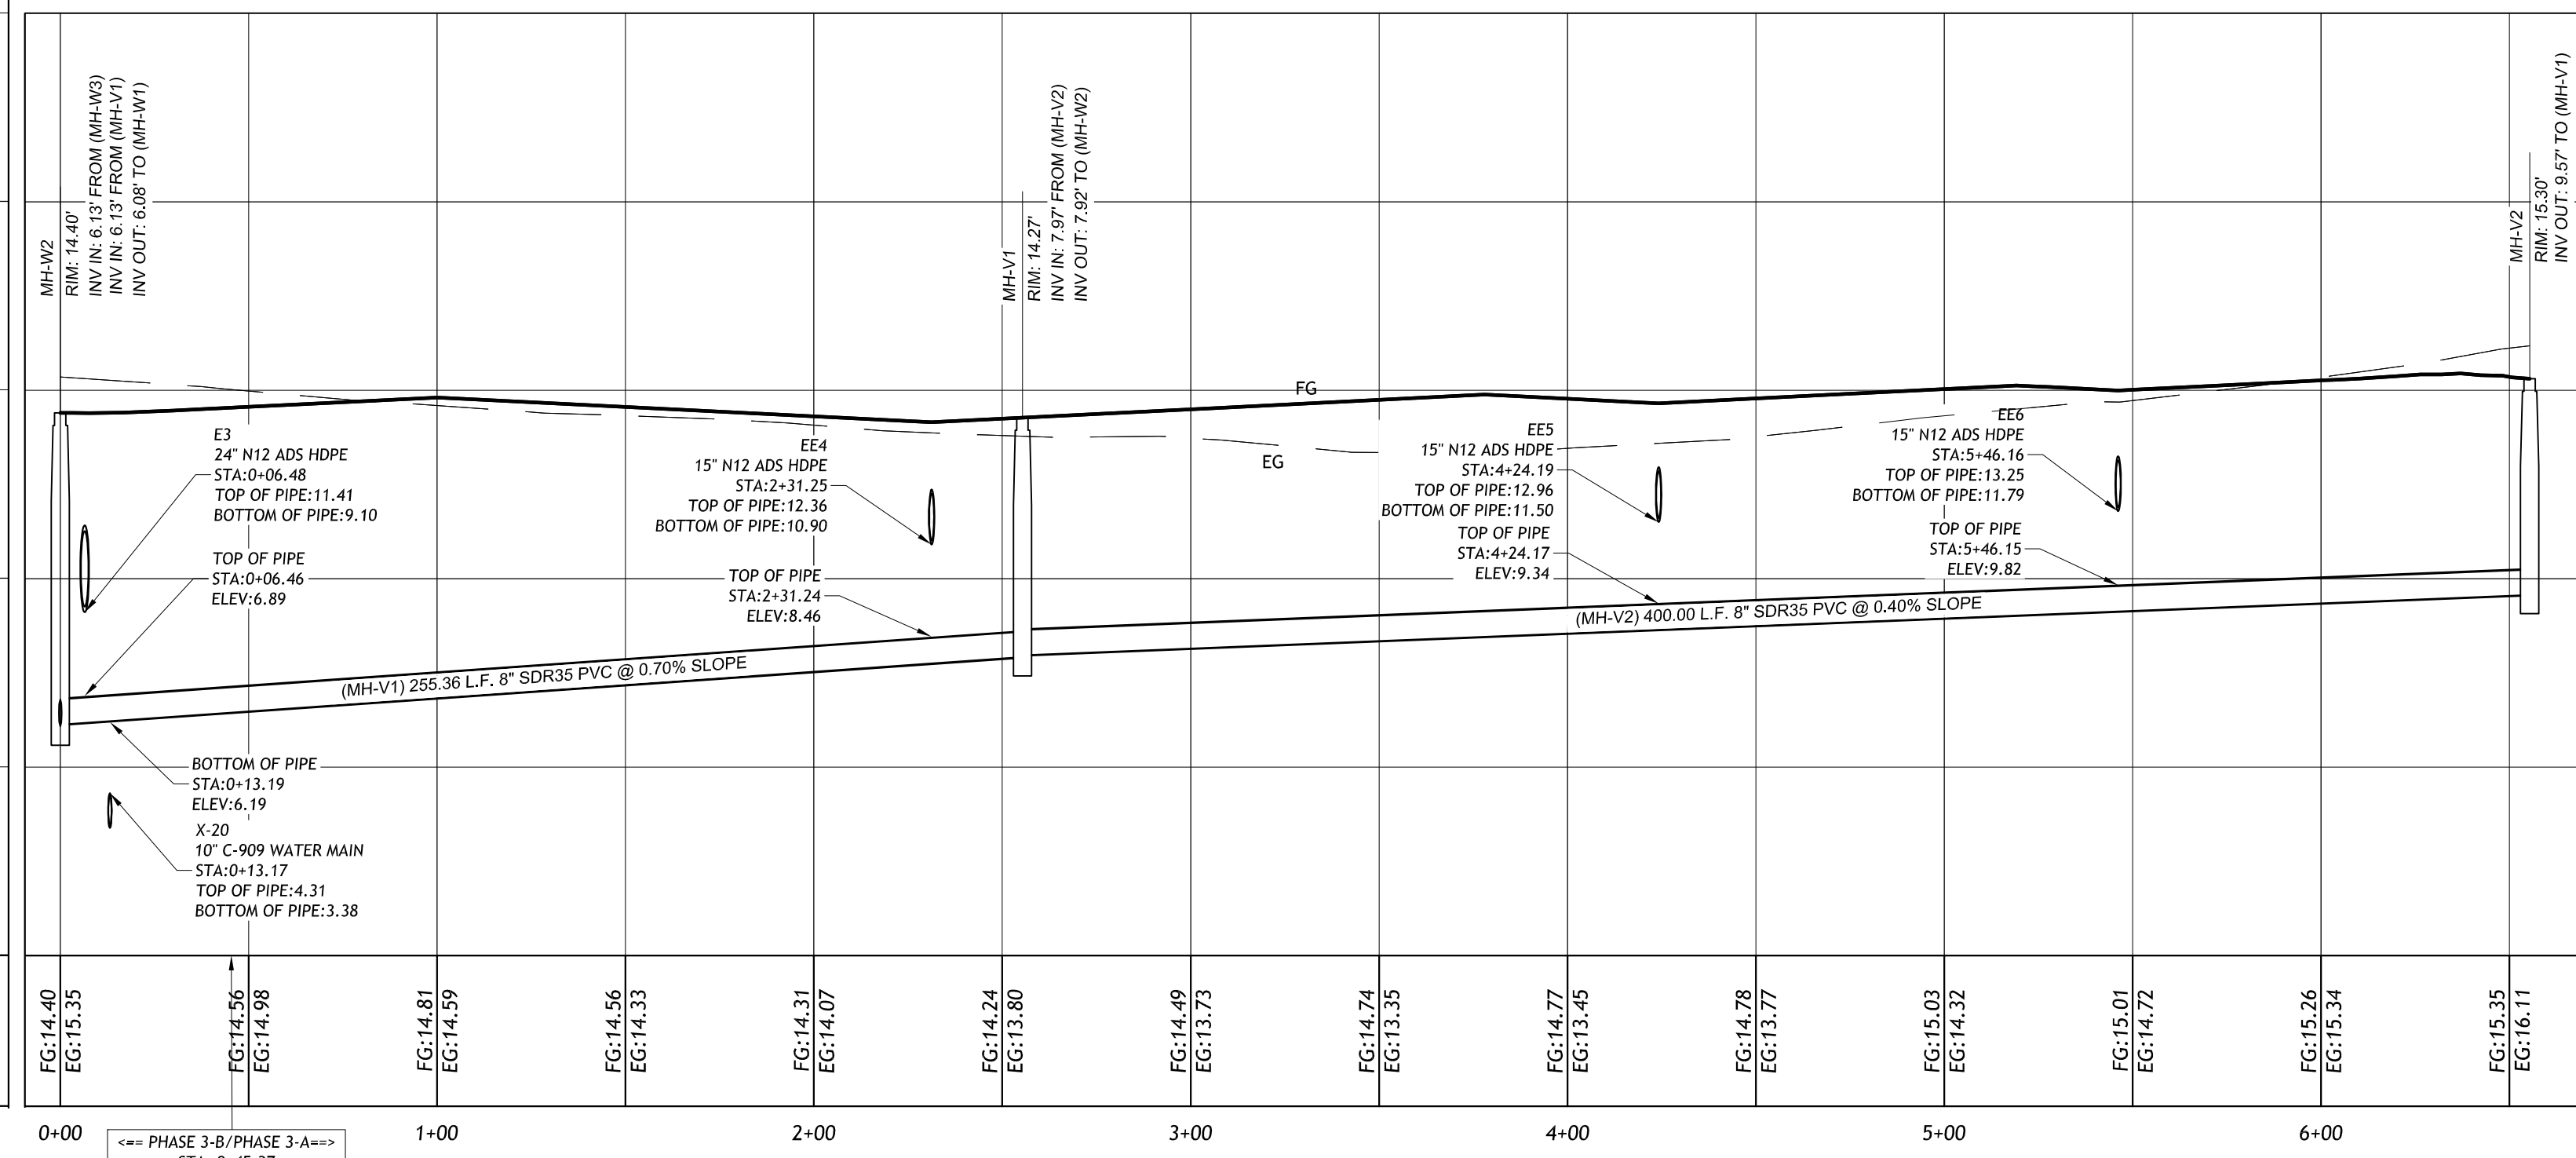 MH-W2
RIM: 14.40'
INV IN: 6.13' FROM (MH-W3)
INV IN: 6.13' FROM (MH-V1)
INV OUT: 6.08' TO (MH-W1)
MH-V1
RIM: 14.27'
INV IN: 7.97' FROM (MH-V2)
INV OUT: 7.92' TO (MH-W2)
MH-V2
RIM: 15.30'
INV OUT: 9.57' TO (MH-V1)
FG
EG
E3
24" N12 ADS HDPE
STA:0+06.48
TOP OF PIPE:11.41
BOTTOM OF PIPE:9.10
TOP OF PIPE
STA:0+06.46
ELEV:6.89
EE4
15" N12 ADS HDPE
STA:2+31.25
TOP OF PIPE:12.36
BOTTOM OF PIPE:10.90
TOP OF PIPE
STA:2+31.24
ELEV:8.46
EE5
15" N12 ADS HDPE
STA:4+24.19
TOP OF PIPE:12.96
BOTTOM OF PIPE:11.50
TOP OF PIPE
STA:4+24.17
ELEV:9.34
EE6
15" N12 ADS HDPE
STA:5+46.16
TOP OF PIPE:13.25
BOTTOM OF PIPE:11.79
TOP OF PIPE
STA:5+46.15
ELEV:9.82
(MH-V1) 255.36 L.F. 8" SDR35 PVC @ 0.70% SLOPE
(MH-V2) 400.00 L.F. 8" SDR35 PVC @ 0.40% SLOPE
BOTTOM OF PIPE
STA:0+13.19
ELEV:6.19
X-20
10" C-909 WATER MAIN
STA:0+13.17
TOP OF PIPE:4.31
BOTTOM OF PIPE:3.38
FG:14.40
EG:15.35
FG:14.56
EG:14.98
FG:14.81
EG:14.59
FG:14.56
EG:14.33
FG:14.31
EG:14.07
FG:14.24
EG:13.80
FG:14.49
EG:13.73
FG:14.74
EG:13.35
FG:14.77
EG:13.45
FG:14.78
EG:13.77
FG:15.03
EG:14.32
FG:15.01
EG:14.72
FG:15.26
EG:15.34
FG:15.35
EG:16.11
0+00
1+00
2+00
3+00
4+00
5+00
6+00
<== PHASE 3-B/PHASE 3-A==>